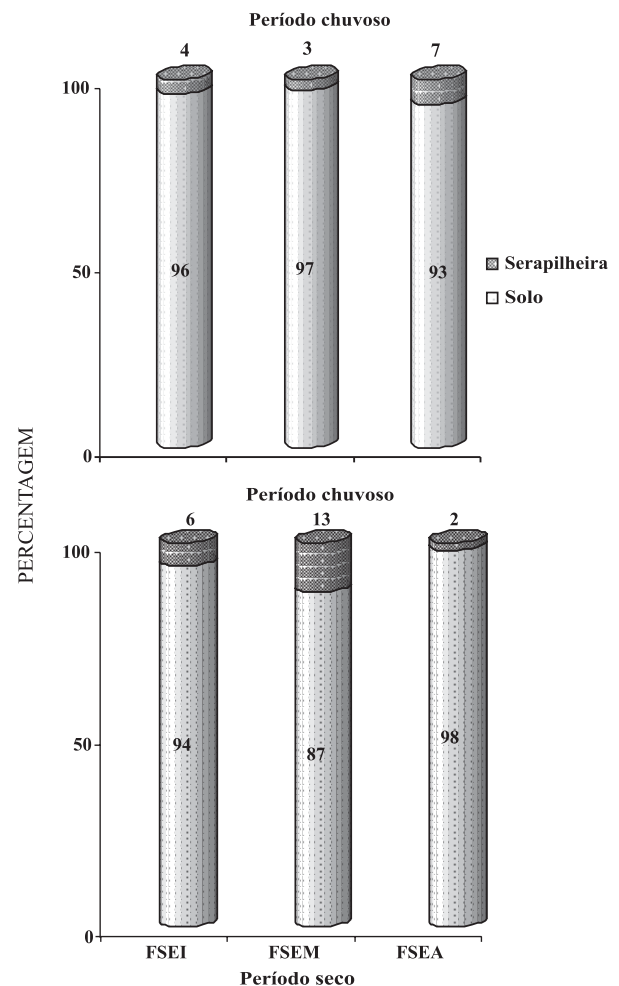 Período chuvoso
4 3 7
100
50
0
96 97 93
Serapilheira
Solo
PERCENTAGEM
Período chuvoso
6 13 2
100
50
0
94 87 98
FSEI FSEM FSEA
Período seco